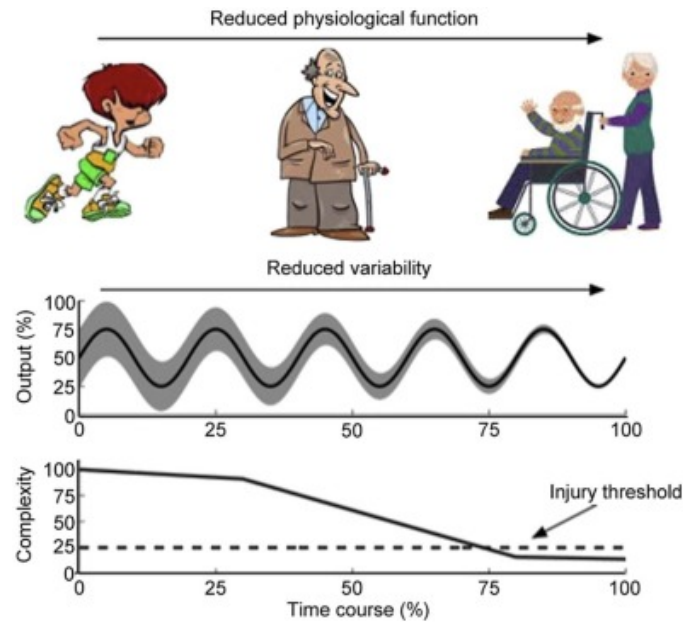 Reduced physiological function
Reduced variability
Output (%)
100
75
50
25
0
0 25 50 75 100
Complexity
100
75
50
25
0
Injury threshold
0 25 50 75 100
Time course (%)